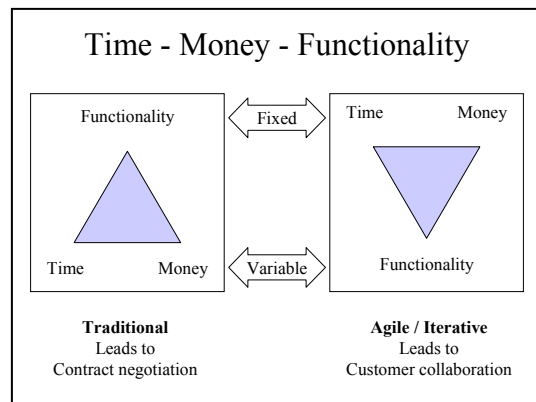 Time - Money - Functionality
Functionality
Time Money
Fixed
Variable
Time Money
Functionality
Traditional
Leads to
Contract negotiation
Agile / Iterative
Leads to
Customer collaboration